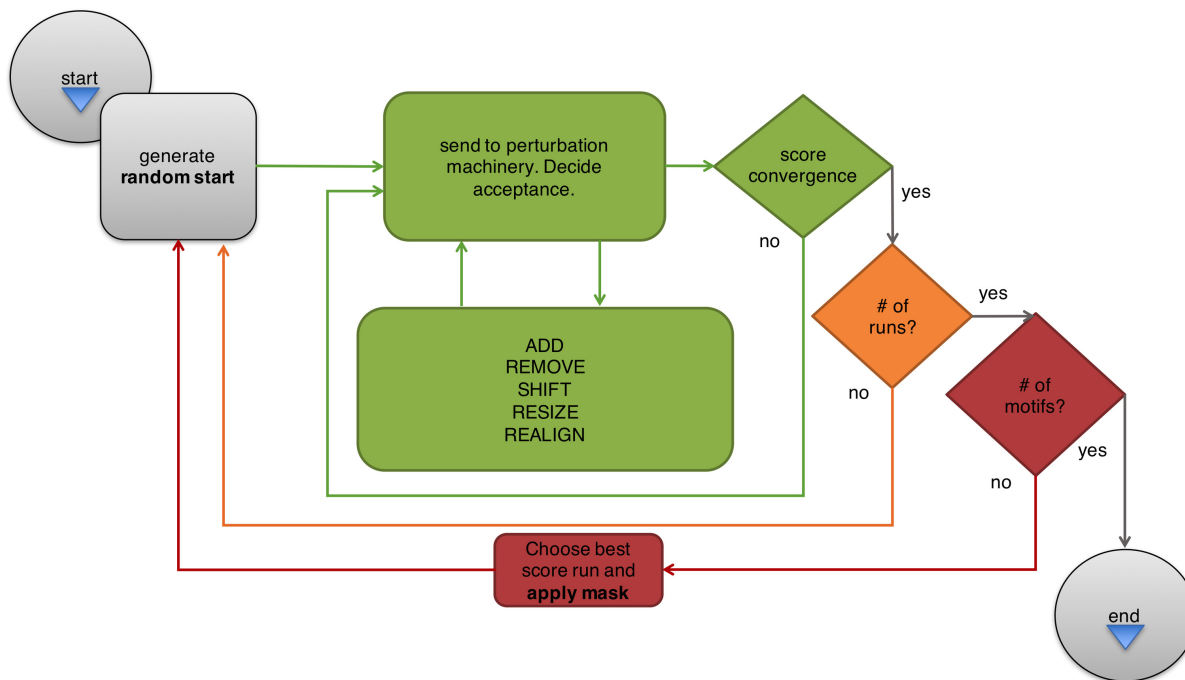 start
generate
random start
send to perturbation
machinery. Decide
acceptance.
score
convergence
yes
no
# of
runs?
yes
no
ADD
REMOVE
SHIFT
RESIZE
REALIGN
# of
motifs?
yes
no
Choose best
score run and
apply mask
end